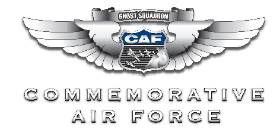 GHOST SQUADRON
CAF
COMMEMORATIVE
AIR FORCE